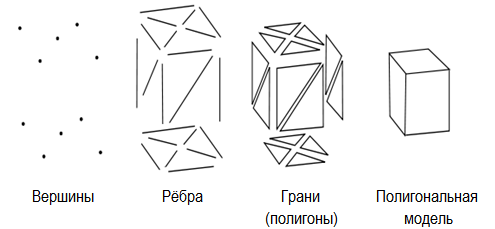 Вершины
Рёбра
Грани
(полигоны)
Полигональная
модель